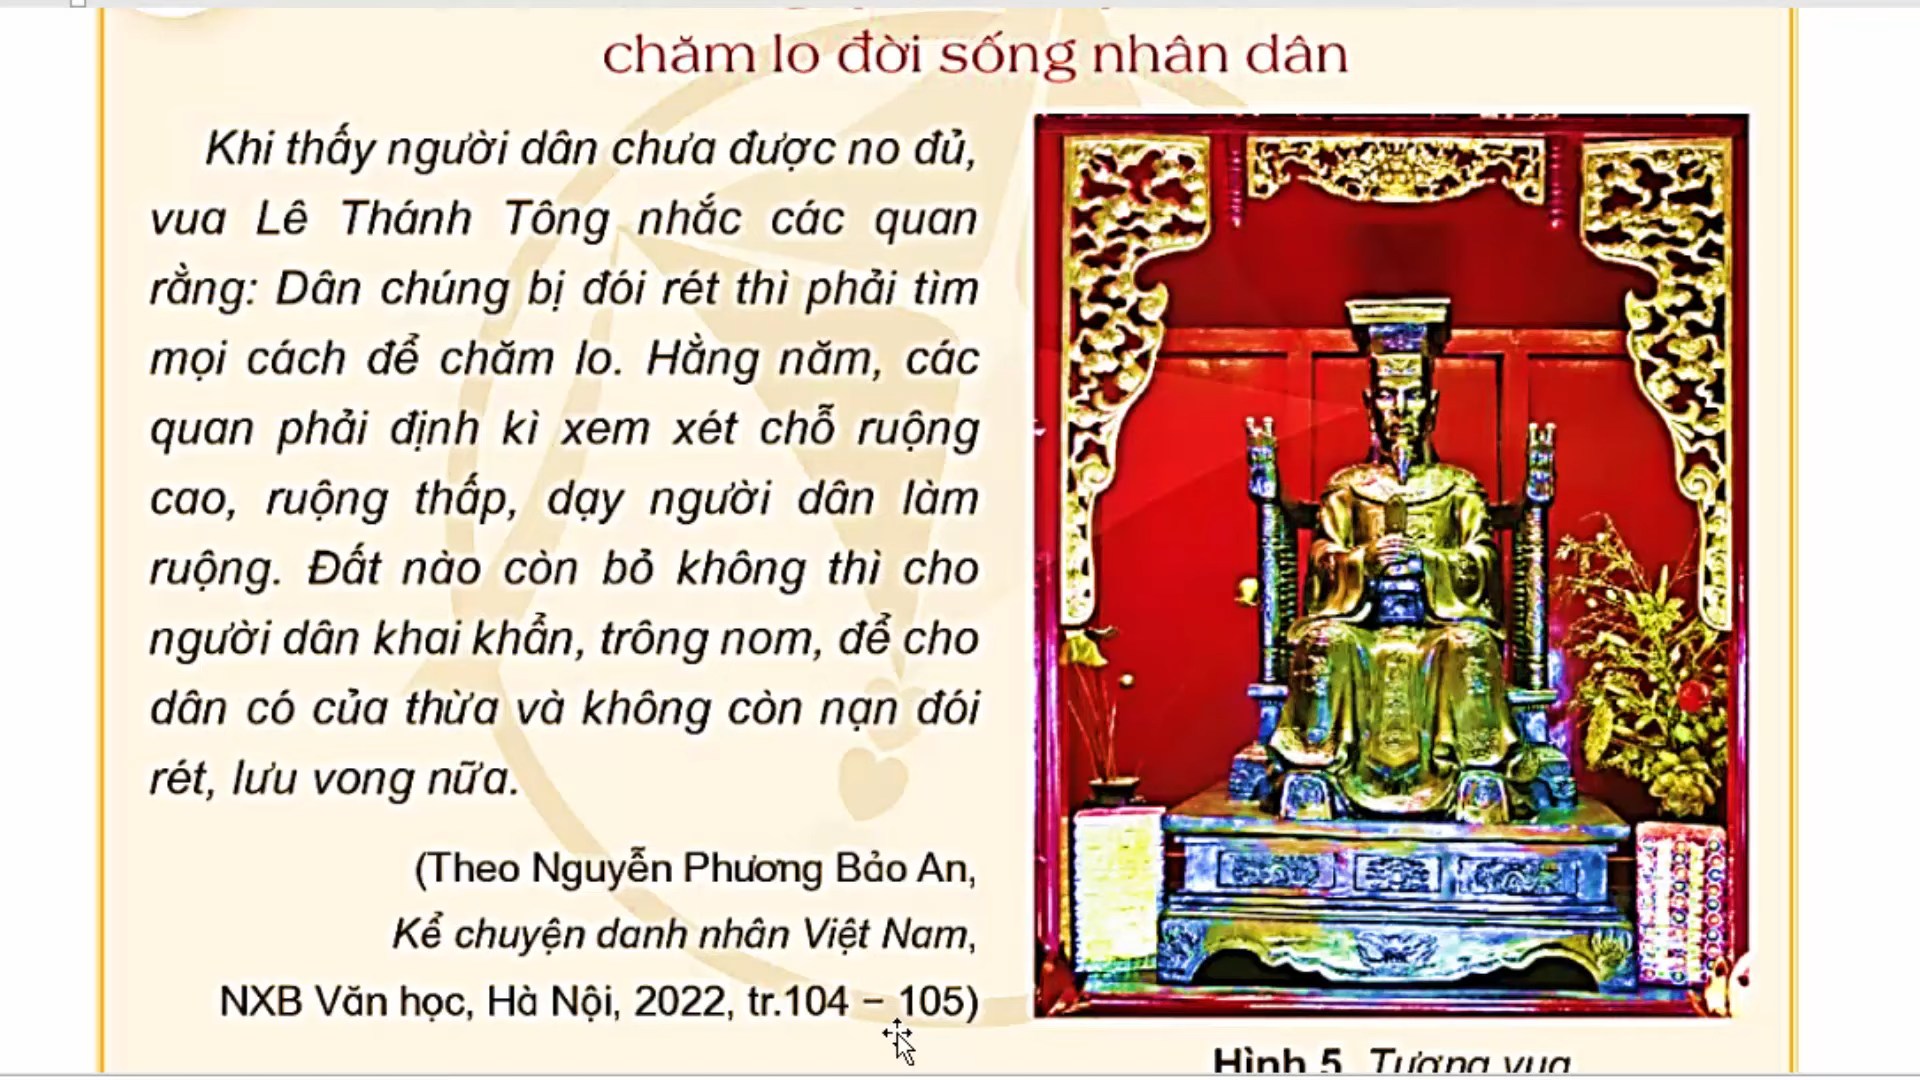 chăm lo đời sống nhân dân
Khi thấy người dân chưa được no đủ,
vua Lê Thánh Tông nhắc các quan
rằng: Dân chúng bị đói rét thì phải tìm
mọi cách để chăm lo. Hằng năm, các
quan phải định kì xem xét chỗ ruộng
cao, ruộng thấp, dạy người dân làm
ruộng. Đất nào còn bỏ không thì cho
người dân khai khẩn, trông nom, để cho
dân có của thừa và không còn nạn đói
rét, lưu vong nữa.
(Theo Nguyễn Phương Bảo An,
Kể chuyện danh nhân Việt Nam,
NXB Văn học, Hà Nội, 2022, tr.104 – 105)
Hình 5. Tượng vua